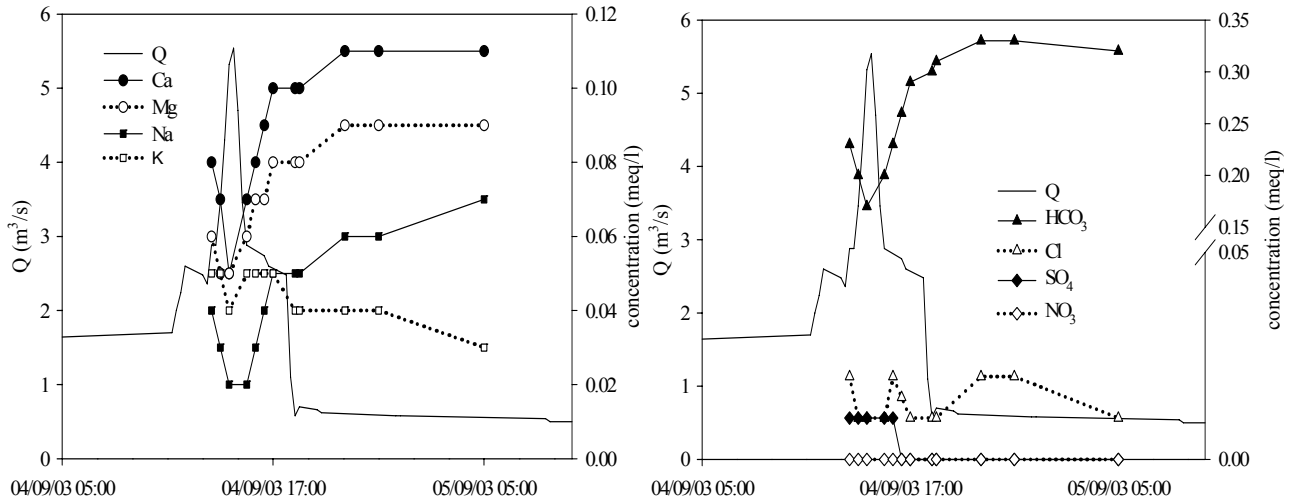 6
5
4
3
2
1
0
Q (m³/s)
Q
Ca
Mg
Na
K
0.12
0.10
0.08
0.06
0.04
0.02
0.00
concentration (meq/l)
04/09/03 05:00
04/09/03 17:00
05/09/03 05:00
6
5
4
3
2
1
0
Q (m³/s)
Q
HCO₃
Cl
SO₄
NO₃
0.35
0.30
0.25
0.20
0.15
0.05
0.00
concentration (meq/l)
04/09/03 05:00
04/09/03 17:00
05/09/03 05:00